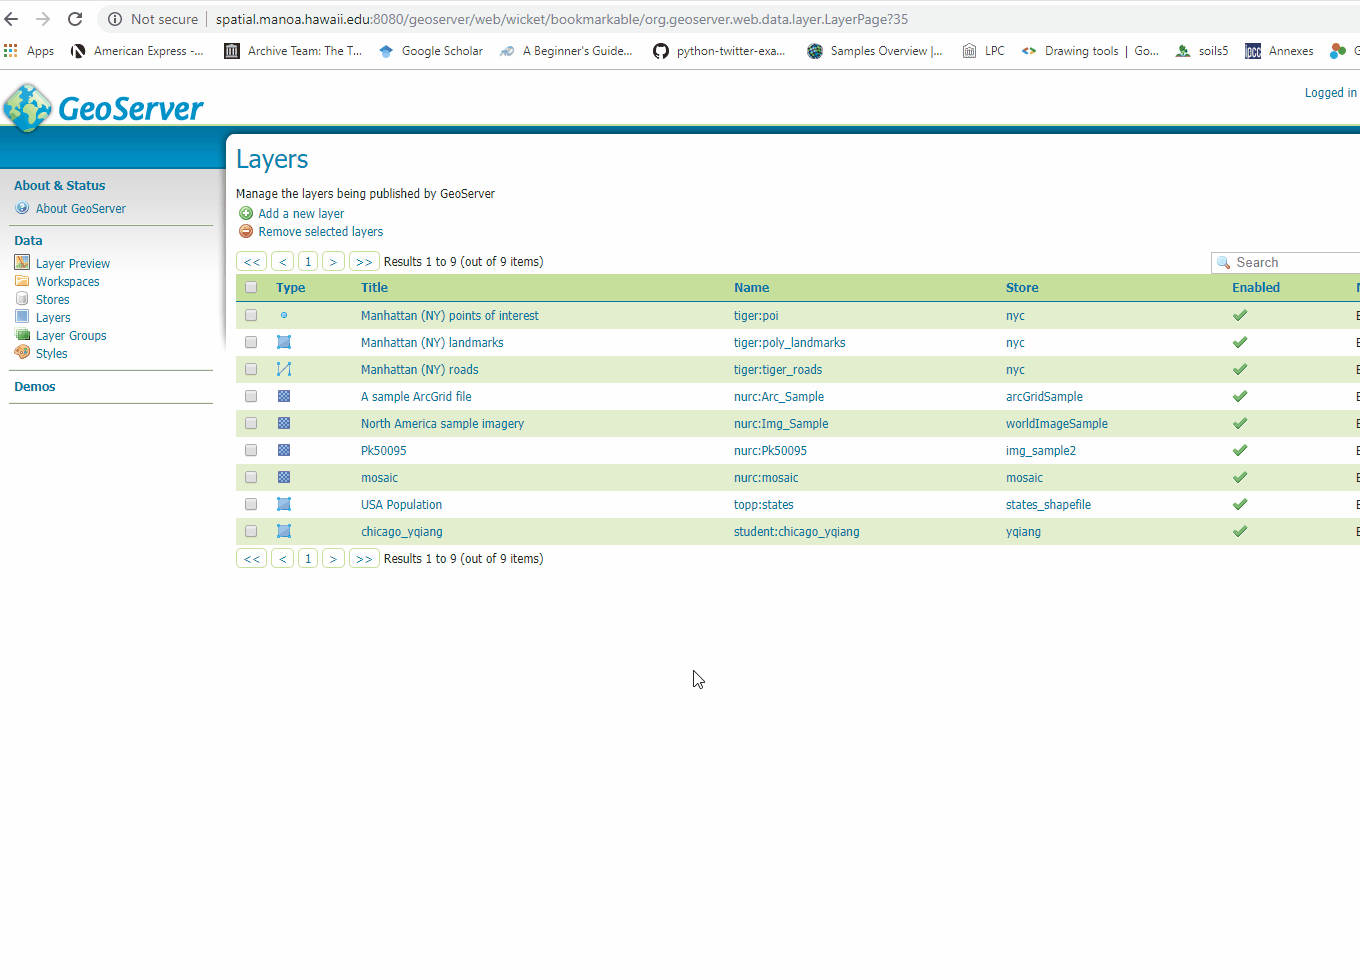 Not secure spatial.manoa.hawaii.edu:8080/geoserver/web/wicket/bookmarkable/org.geoserver.web.data.layer.LayerPage?35
Apps American Express -... Archive Team: The T... Google Scholar A Beginner's Guide... python-twitter-exa... Samples Overview |... LPC Drawing tools | Go... soils5 ipcc Annexes G
GeoServer
Logged in
Layers
Manage the layers being published by GeoServer
Add a new layer
Remove selected layers
About & Status
About GeoServer
Data
Layer Preview
Workspaces
Stores
Layers
Layer Groups
Styles
Demos
<< < 1 > >> Results 1 to 9 (out of 9 items) Search
Type Title Name Store Enabled N
Manhattan (NY) points of interest tiger:poi nyc E
Manhattan (NY) landmarks tiger:poly_landmarks nyc E
Manhattan (NY) roads tiger:tiger_roads nyc E
A sample ArcGrid file nurc:Arc_Sample arcGridSample E
North America sample imagery nurc:Img_Sample worldImageSample E
Pk50095 nurc:Pk50095 img_sample2 E
mosaic nurc:mosaic mosaic E
USA Population topp:states states_shapefile E
chicago_yqiang student:chicago_yqiang yqiang E
<< < 1 > >> Results 1 to 9 (out of 9 items)